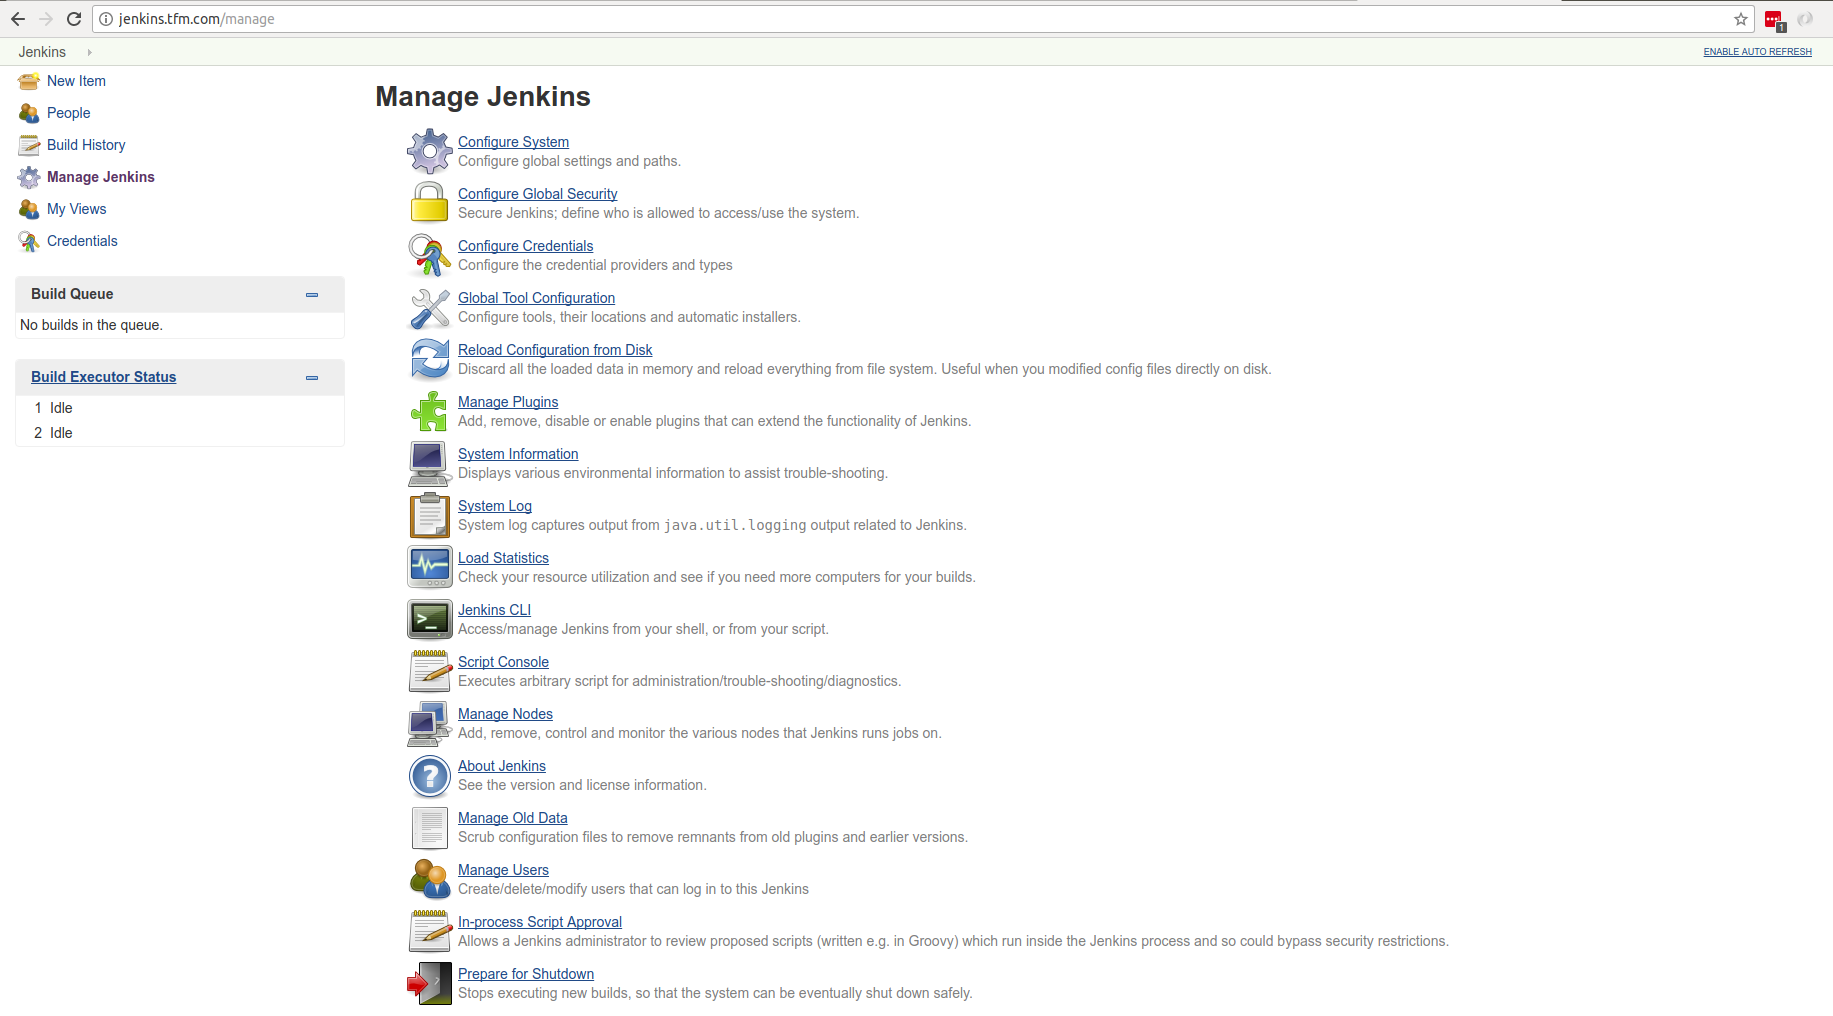 jenkins.tfm.com/manage
1
Jenkins
ENABLE AUTO REFRESH
New Item
People
Build History
Manage Jenkins
My Views
Credentials
Build Queue
No builds in the queue.
Build Executor Status
1 Idle
2 Idle
Manage Jenkins
Configure System
Configure global settings and paths.
Configure Global Security
Secure Jenkins; define who is allowed to access/use the system.
Configure Credentials
Configure the credential providers and types
Global Tool Configuration
Configure tools, their locations and automatic installers.
Reload Configuration from Disk
Discard all the loaded data in memory and reload everything from file system. Useful when you modified config files directly on disk.
Manage Plugins
Add, remove, disable or enable plugins that can extend the functionality of Jenkins.
System Information
Displays various environmental information to assist trouble-shooting.
System Log
System log captures output from java.util.logging output related to Jenkins.
Load Statistics
Check your resource utilization and see if you need more computers for your builds.
Jenkins CLI
Access/manage Jenkins from your shell, or from your script.
Script Console
Executes arbitrary script for administration/trouble-shooting/diagnostics.
Manage Nodes
Add, remove, control and monitor the various nodes that Jenkins runs jobs on.
About Jenkins
See the version and license information.
Manage Old Data
Scrub configuration files to remove remnants from old plugins and earlier versions.
Manage Users
Create/delete/modify users that can log in to this Jenkins
In-process Script Approval
Allows a Jenkins administrator to review proposed scripts (written e.g. in Groovy) which run inside the Jenkins process and so could bypass security restrictions.
Prepare for Shutdown
Stops executing new builds, so that the system can be eventually shut down safely.